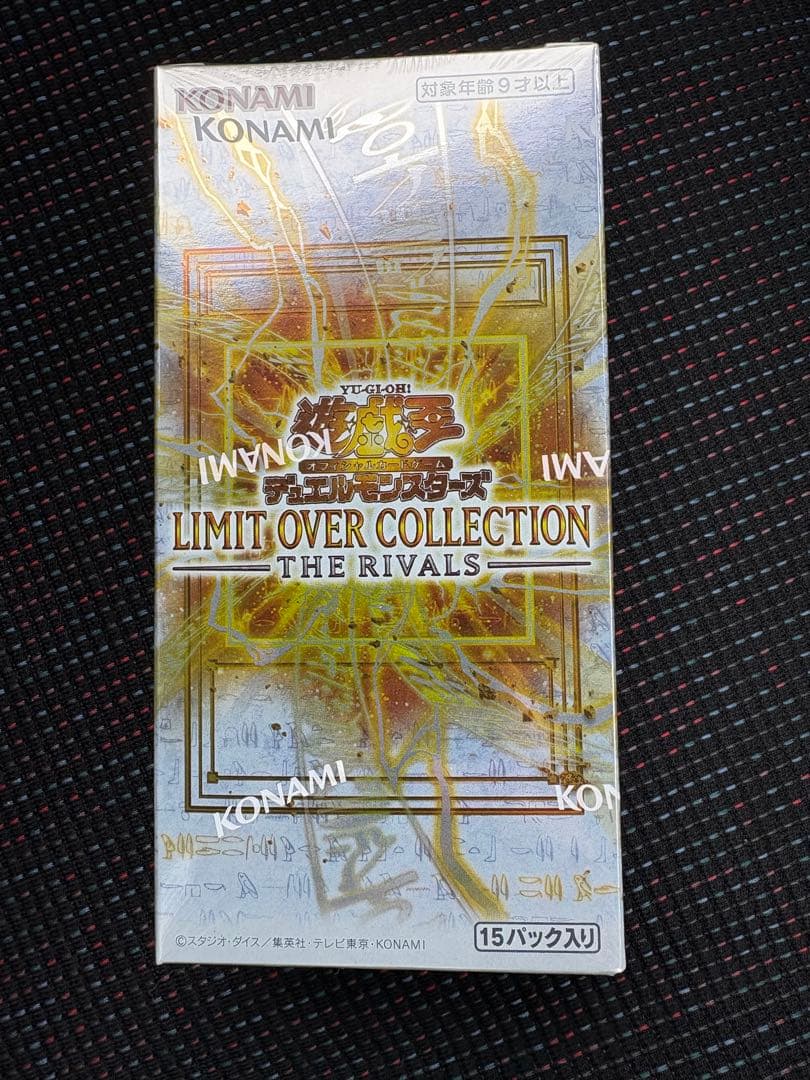 KONAMI
対象年齢9才以上
KONAMI
YU-GI-OH!
遊戯王
オフィシャルカードゲーム
デュエルモンスターズ
KONAMI
KONAMI
LIMIT OVER COLLECTION
THE RIVALS
KONAMI
KONAMI
©スタジオ・ダイス／集英社・テレビ東京・KONAMI
15パック入り